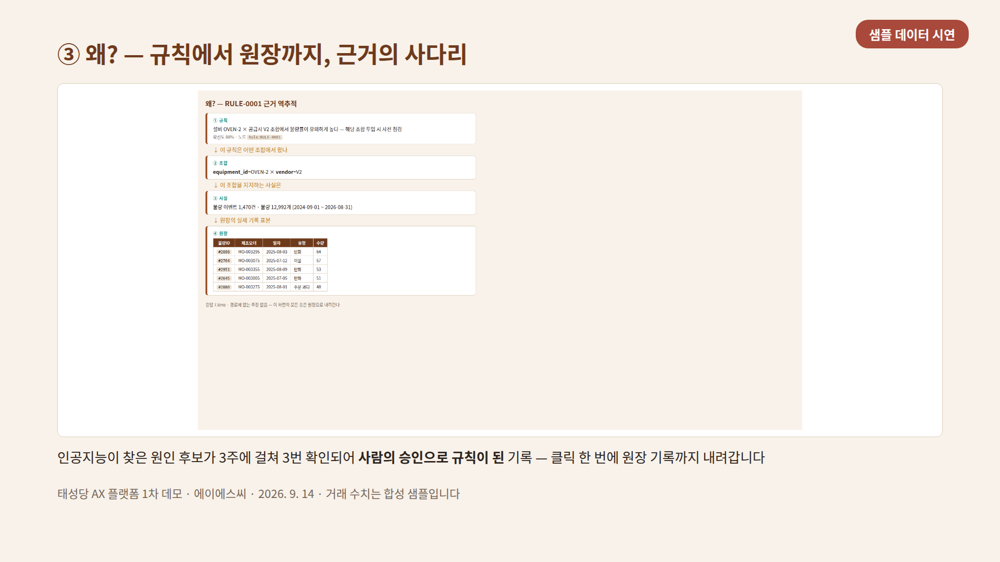 샘플 데이터 시연
③ 왜? — 규칙에서 원장까지, 근거의 사다리
왜? — RULE-0001 근거 역추적
① 규칙
설비 OVEN-2 × 공급사 V2 조합에서 불량률이 유의하게 높다 — 해당 조합 투입 시 사전 점검
확신도 88% · 노드 Rule:RULE-0001
↓ 이 규칙은 어떤 조합에서 왔나
② 조합
equipment_id=OVEN-2 × vendor=V2
↓ 이 조합을 지지하는 사실은
③ 사실
불량 이벤트 1,470건 · 불량 12,992개 (2024-09-01 ~ 2026-08-31)
↓ 원장의 실제 기록 표본
④ 원장
불량ID 제조오더 일자 유형 수량
#2898 MO-003295 2025-08-03 탄화 64
#2704 MO-003075 2025-07-12 이물 57
#2951 MO-003355 2025-08-09 탄화 53
#2645 MO-003005 2025-07-05 탄화 51
#2880 MO-003275 2025-08-01 수분 과다 48
응답 7.6ms · 경로에 없는 주장 없음 — 이 화면의 모든 층은 원장으로 내려간다
인공지능이 찾은 원인 후보가 3주에 걸쳐 3번 확인되어 사람의 승인으로 규칙이 된 기록 — 클릭 한 번에 원장 기록까지 내려갑니다
태성당 AX 플랫폼 1차 데모 · 에이에스씨 · 2026. 9. 14 · 거래 수치는 합성 샘플입니다